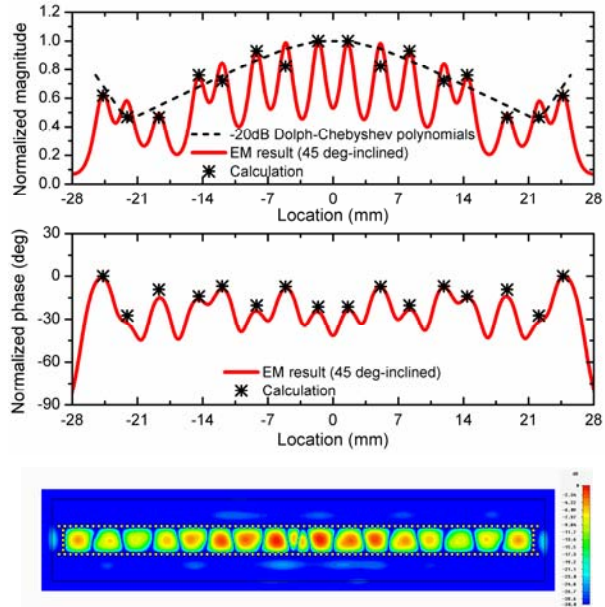 Normalized magnitude
1.2
1.0
0.8
0.6
0.4
0.2
0.0
-20dB Dolph-Chebyshev polynomials
EM result (45 deg-inclined)
Calculation
-28 -21 -14 -7 0 7 14 21 28
Location (mm)
Normalized phase (deg)
30
0
-30
-60
-90
EM result (45 deg-inclined)
Calculation
-28 -21 -14 -7 0 7 14 21 28
Location (mm)
dB
0